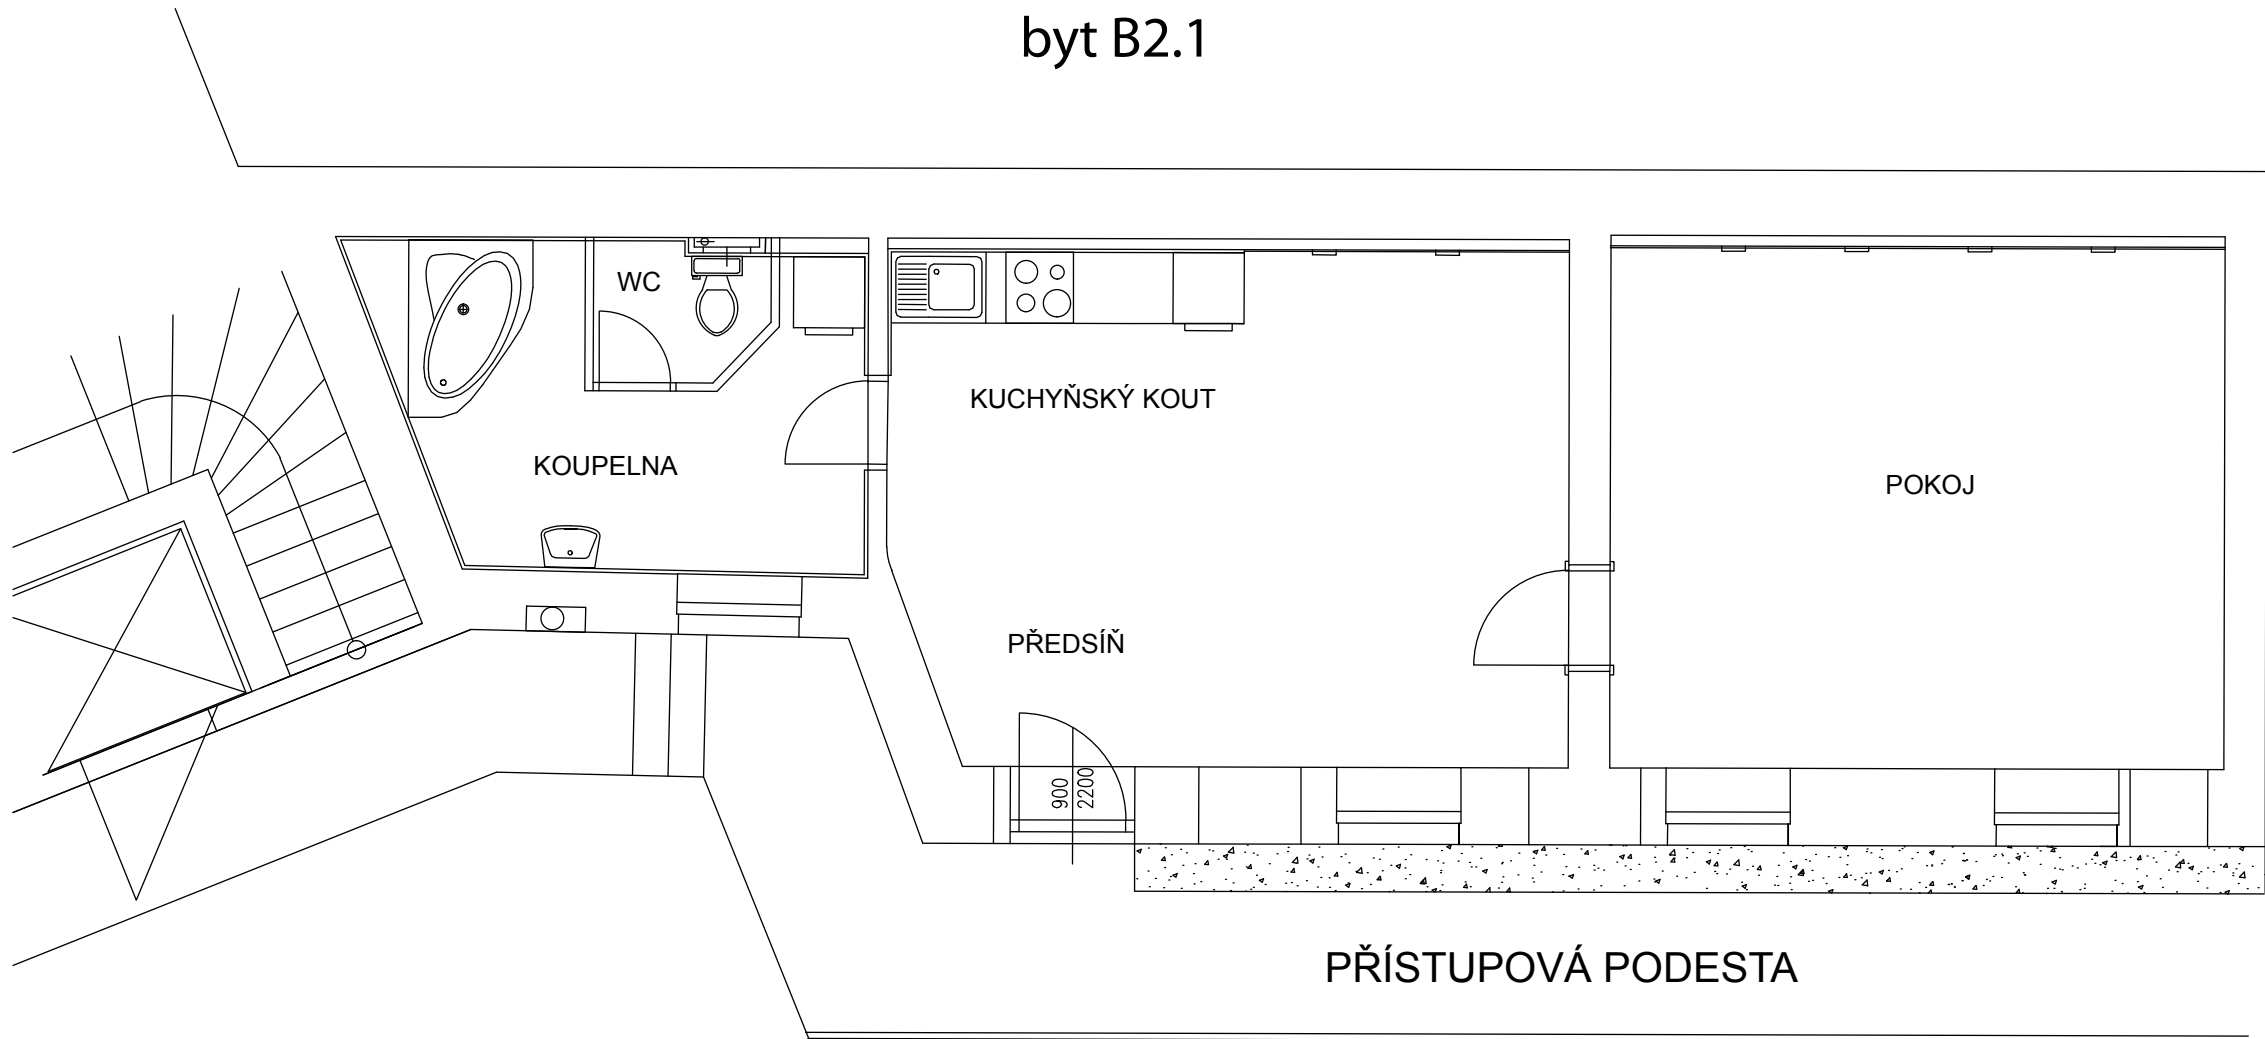 byt B2.1
WC
KUCHYŇSKÝ KOUT
KOUPELNA
POKOJ
PŘEDSÍŇ
900
2200
PŘÍSTUPOVÁ PODESTA